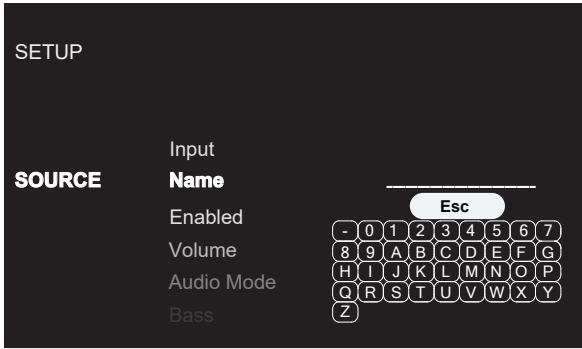 SETUP
Input
SOURCE Name ____________
Enabled Esc
- 0 1 2 3 4 5 6 7
Volume 8 9 A B C D E F G
Audio Mode H I J K L M N O P
Q R S T U V W X Y
Bass Z